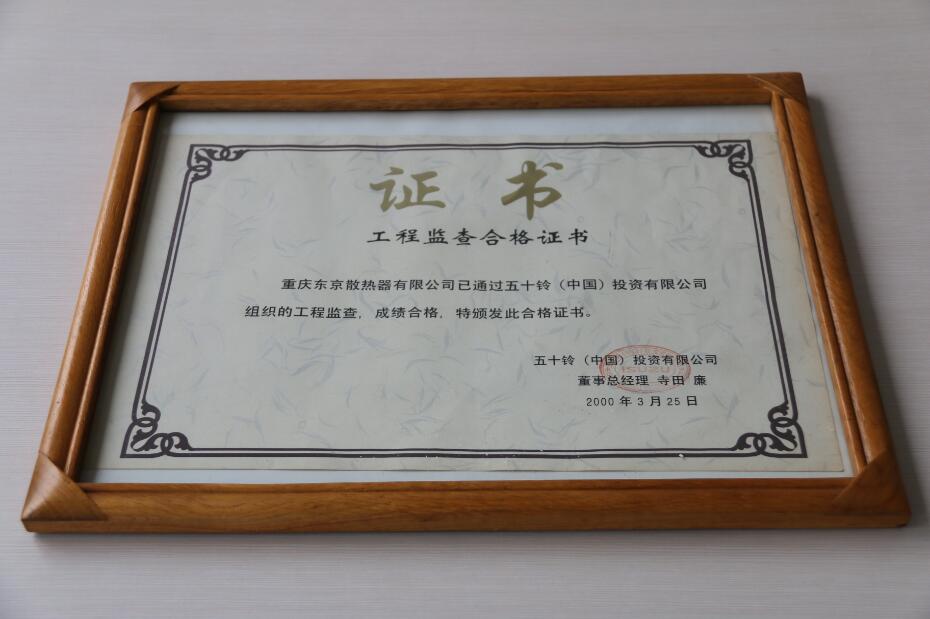 证 书
工程监查合格证书
重庆东京散热器有限公司已通过五十铃（中国）投资有限公司
组织的工程监查，成绩合格，特颁发此合格证书。
五十铃（中国）投资有限公司
ISUZU
董事总经理 寺田 廉
2000 年 3 月 25 日